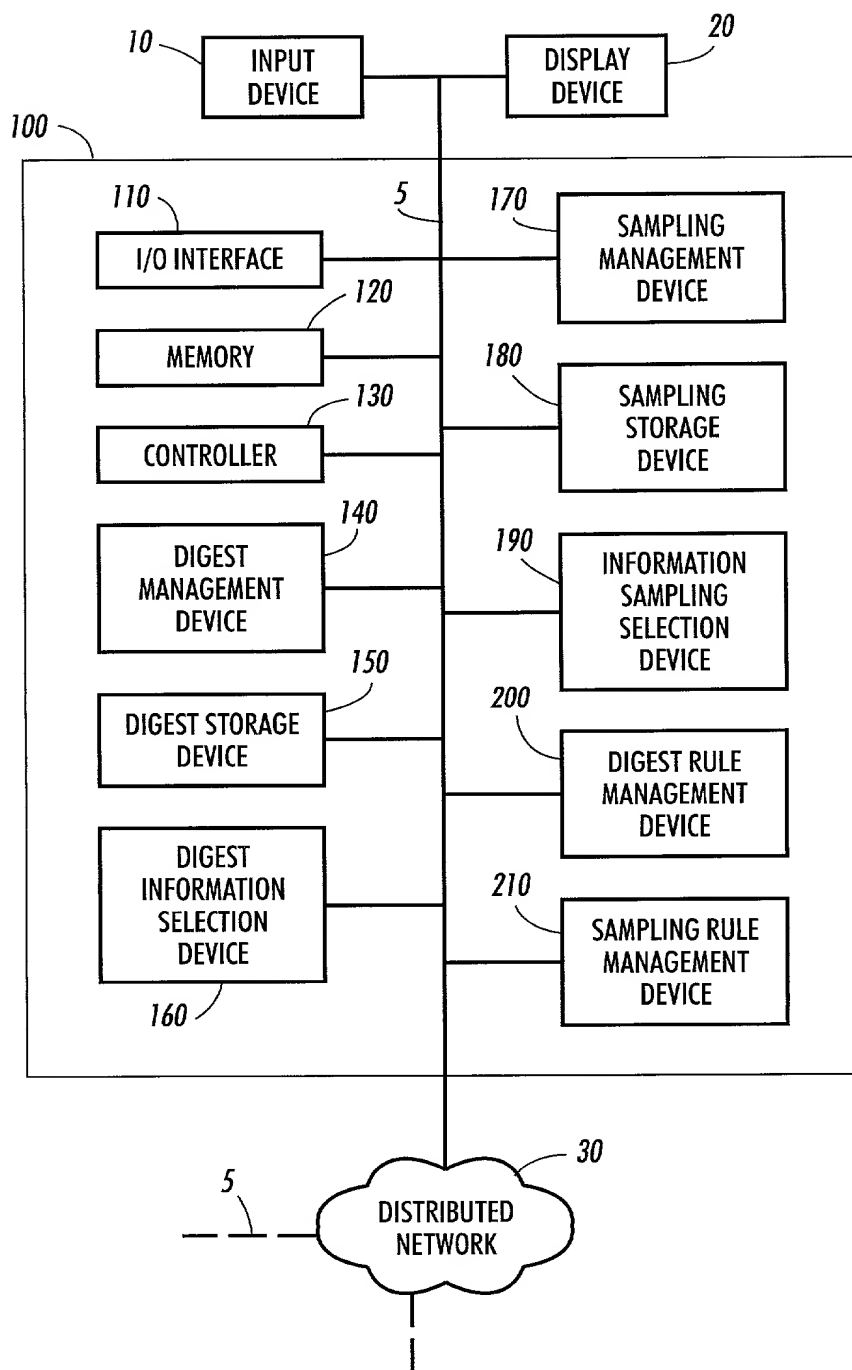 10
INPUT
DEVICE
20
DISPLAY
DEVICE
100
5
110
I/O INTERFACE
120
MEMORY
130
CONTROLLER
140
DIGEST
MANAGEMENT
DEVICE
150
DIGEST STORAGE
DEVICE
DIGEST
INFORMATION
SELECTION
DEVICE
160
170
SAMPLING
MANAGEMENT
DEVICE
180
SAMPLING
STORAGE
DEVICE
190
INFORMATION
SAMPLING
SELECTION
DEVICE
200
DIGEST RULE
MANAGEMENT
DEVICE
210
SAMPLING RULE
MANAGEMENT
DEVICE
30
5
DISTRIBUTED
NETWORK